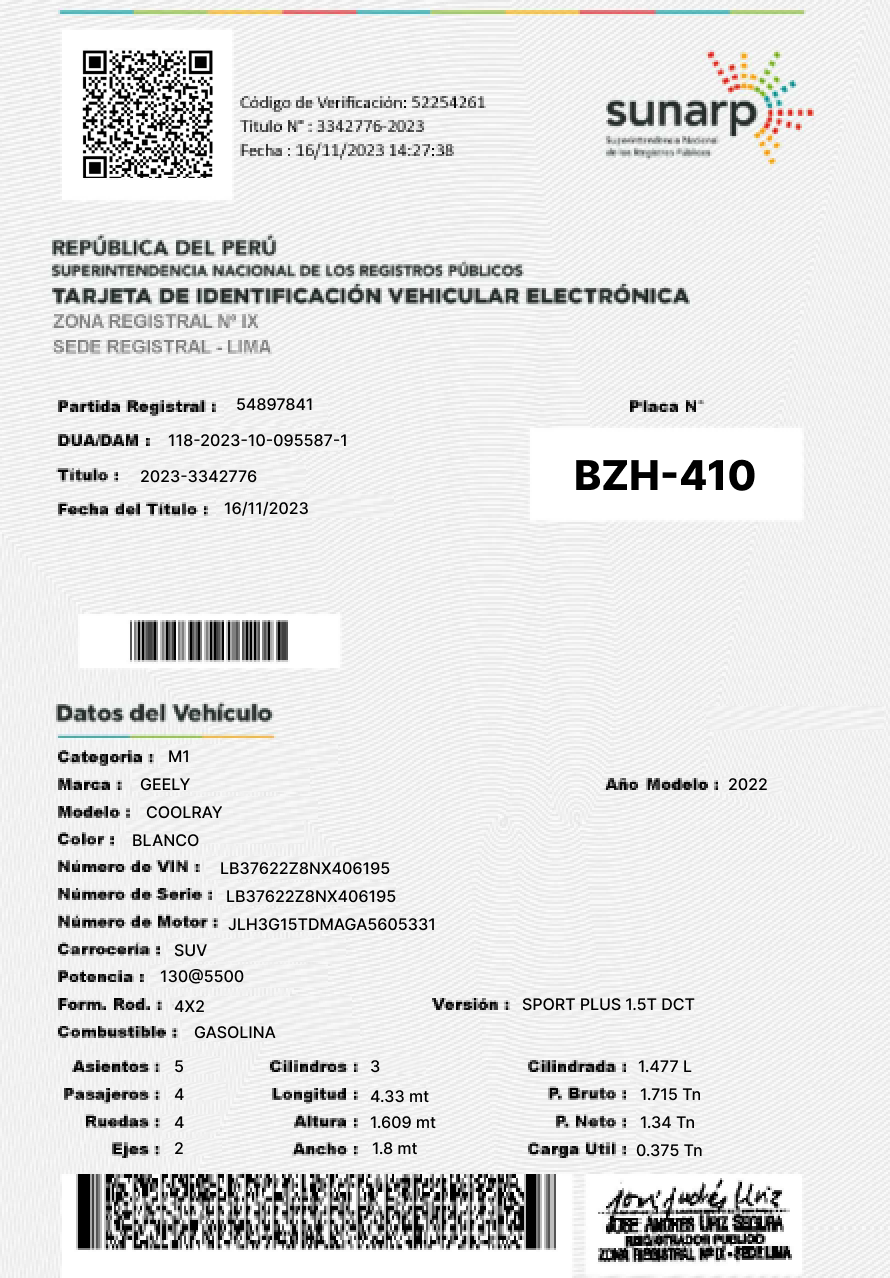 Código de Verificación: 52254261
Titulo N° : 3342776-2023
Fecha : 16/11/2023 14:27:38
sunarp
Superintendencia Nacional
de los Registros Públicos
REPÚBLICA DEL PERÚ
SUPERINTENDENCIA NACIONAL DE LOS REGISTROS PÚBLICOS
TARJETA DE IDENTIFICACIÓN VEHICULAR ELECTRÓNICA
ZONA REGISTRAL Nº IX
SEDE REGISTRAL - LIMA
Partida Registral : 54897841
Placa N°
DUA/DAM : 118-2023-10-095587-1
BZH-410
Título : 2023-3342776
Fecha del Título : 16/11/2023
Datos del Vehículo
Categoria : M1
Marca : GEELY Año Modelo : 2022
Modelo : COOLRAY
Color : BLANCO
Número de VIN : LB37622Z8NX406195
Número de Serie : LB37622Z8NX406195
Número de Motor : JLH3G15TDMAGA5605331
Carrocería : SUV
Potencia : 130@5500
Form. Rod. : 4X2 Versión : SPORT PLUS 1.5T DCT
Combustible : GASOLINA
Asientos : 5 Cilindros : 3 Cilindrada : 1.477 L
Pasajeros : 4 Longitud : 4.33 mt P. Bruto : 1.715 Tn
Ruedas : 4 Altura : 1.609 mt P. Neto : 1.34 Tn
Ejes : 2 Ancho : 1.8 mt Carga Util : 0.375 Tn
José Andrés Uriz
JOSE ANDRES URIZ SEGURA
REGISTRADOR PUBLICO
ZONA REGISTRAL Nº IX - SEDE LIMA